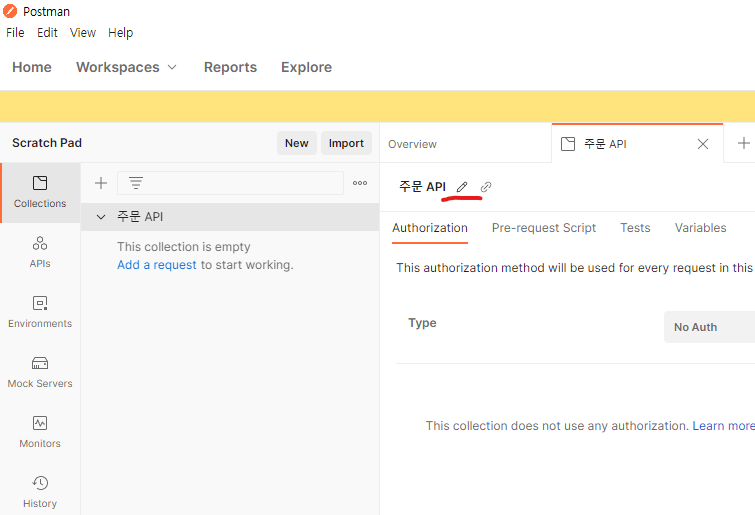 Postman
File Edit View Help
Home Workspaces Reports Explore
Scratch Pad New Import
Overview 주문 API
Collections
APIs
Environments
Mock Servers
Monitors
History
주문 API
This collection is empty
Add a request to start working.
주문 API
Authorization Pre-request Script Tests Variables
This authorization method will be used for every request in this
Type No Auth
This collection does not use any authorization. Learn more